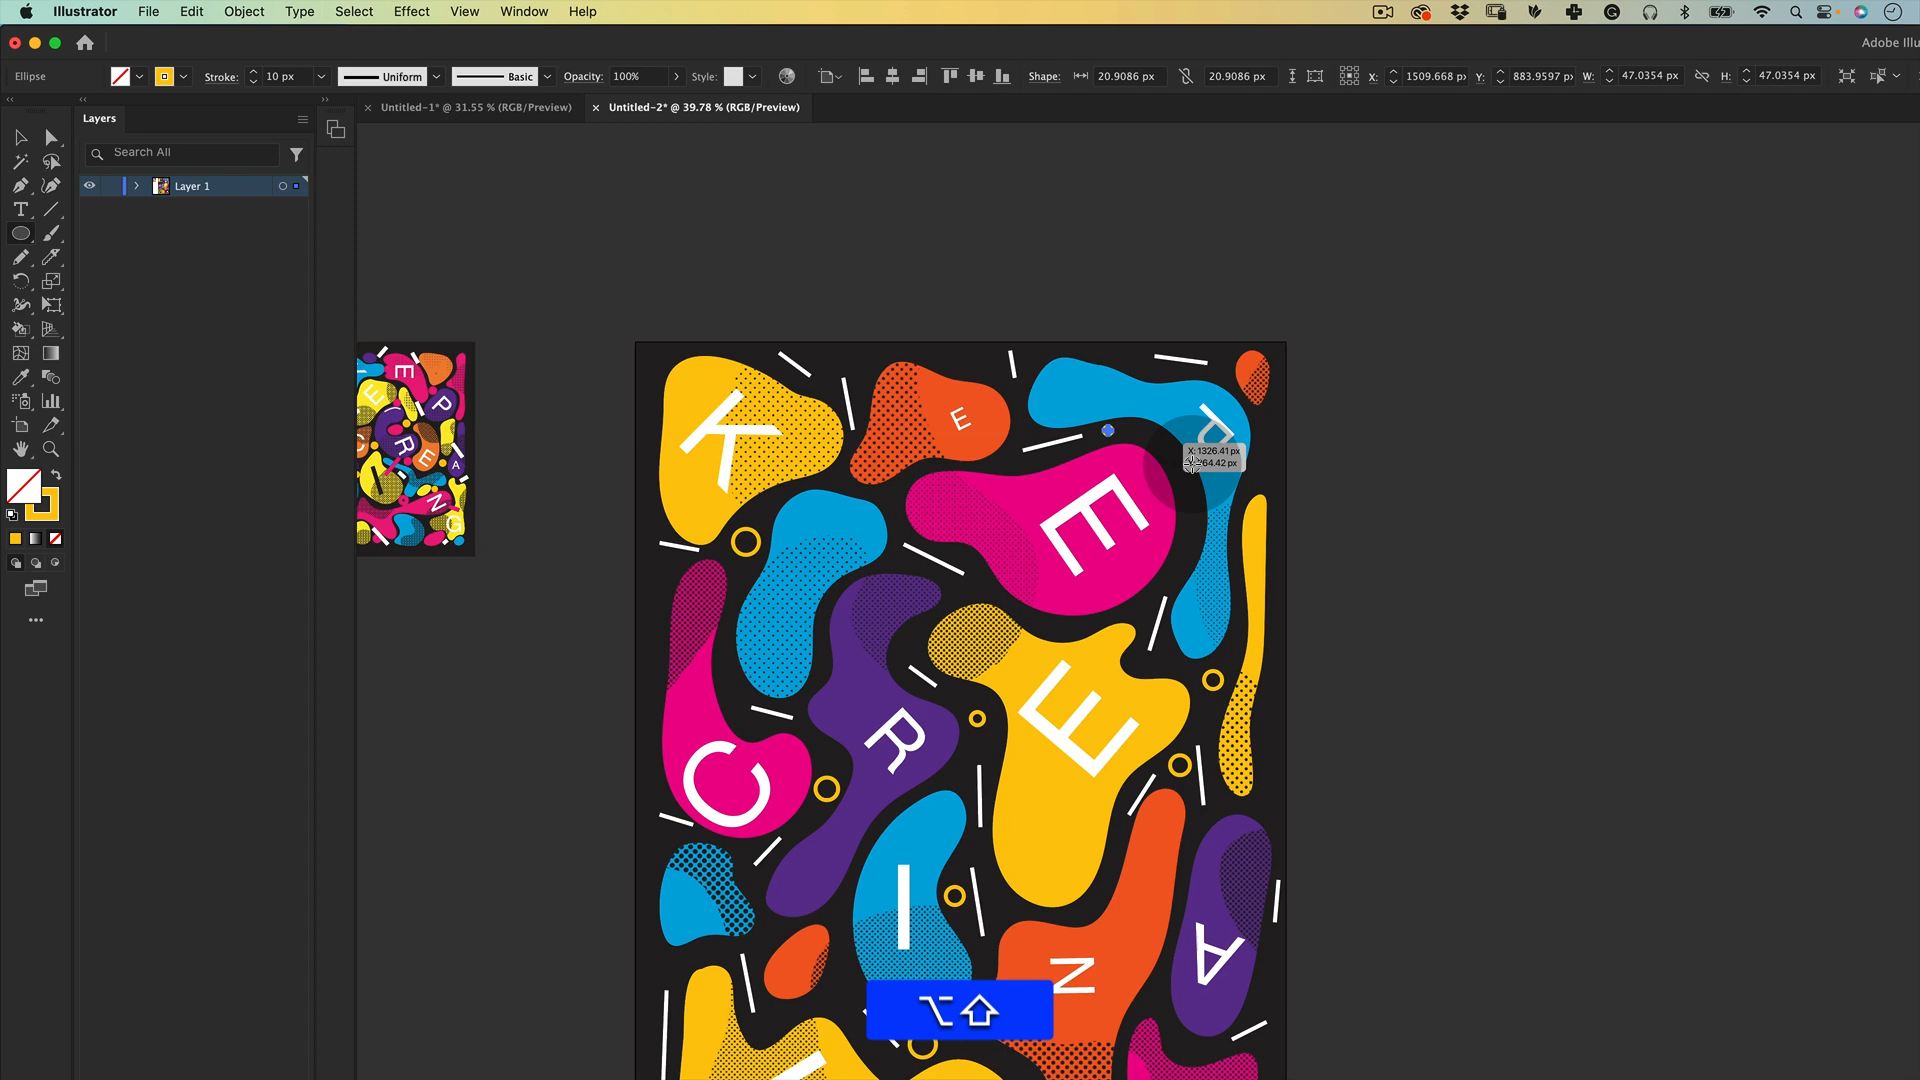 Illustrator File Edit Object Type Select Effect View Window Help
Adobe Illu
Ellipse Stroke: 10 px Uniform Basic Opacity: 100% Style: Shape: 20.9086 px 20.9086 px X: 1509.668 px Y: 883.9597 px W: 47.0354 px H: 47.0354 px
Untitled-1* @ 31.55 % (RGB/Preview) Untitled-2* @ 39.78 % (RGB/Preview)
Layers
Search All
Layer 1
K E P
X: 1326.41 px
264.42 px
E
E
R
C
I
A
N
E
E P
R E A
I
N
G
⌥⇧